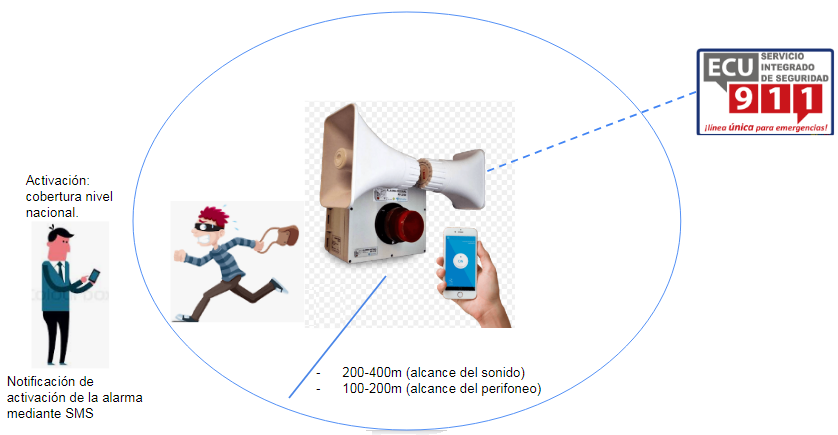 ECU
SERVICIO
INTEGRADO
DE SEGURIDAD
911
¡línea única para emergencias!
Activación:
cobertura nivel
nacional.
- 200-400m (alcance del sonido)
- 100-200m (alcance del perifoneo)
Notificación de
activación de la alarma
mediante SMS